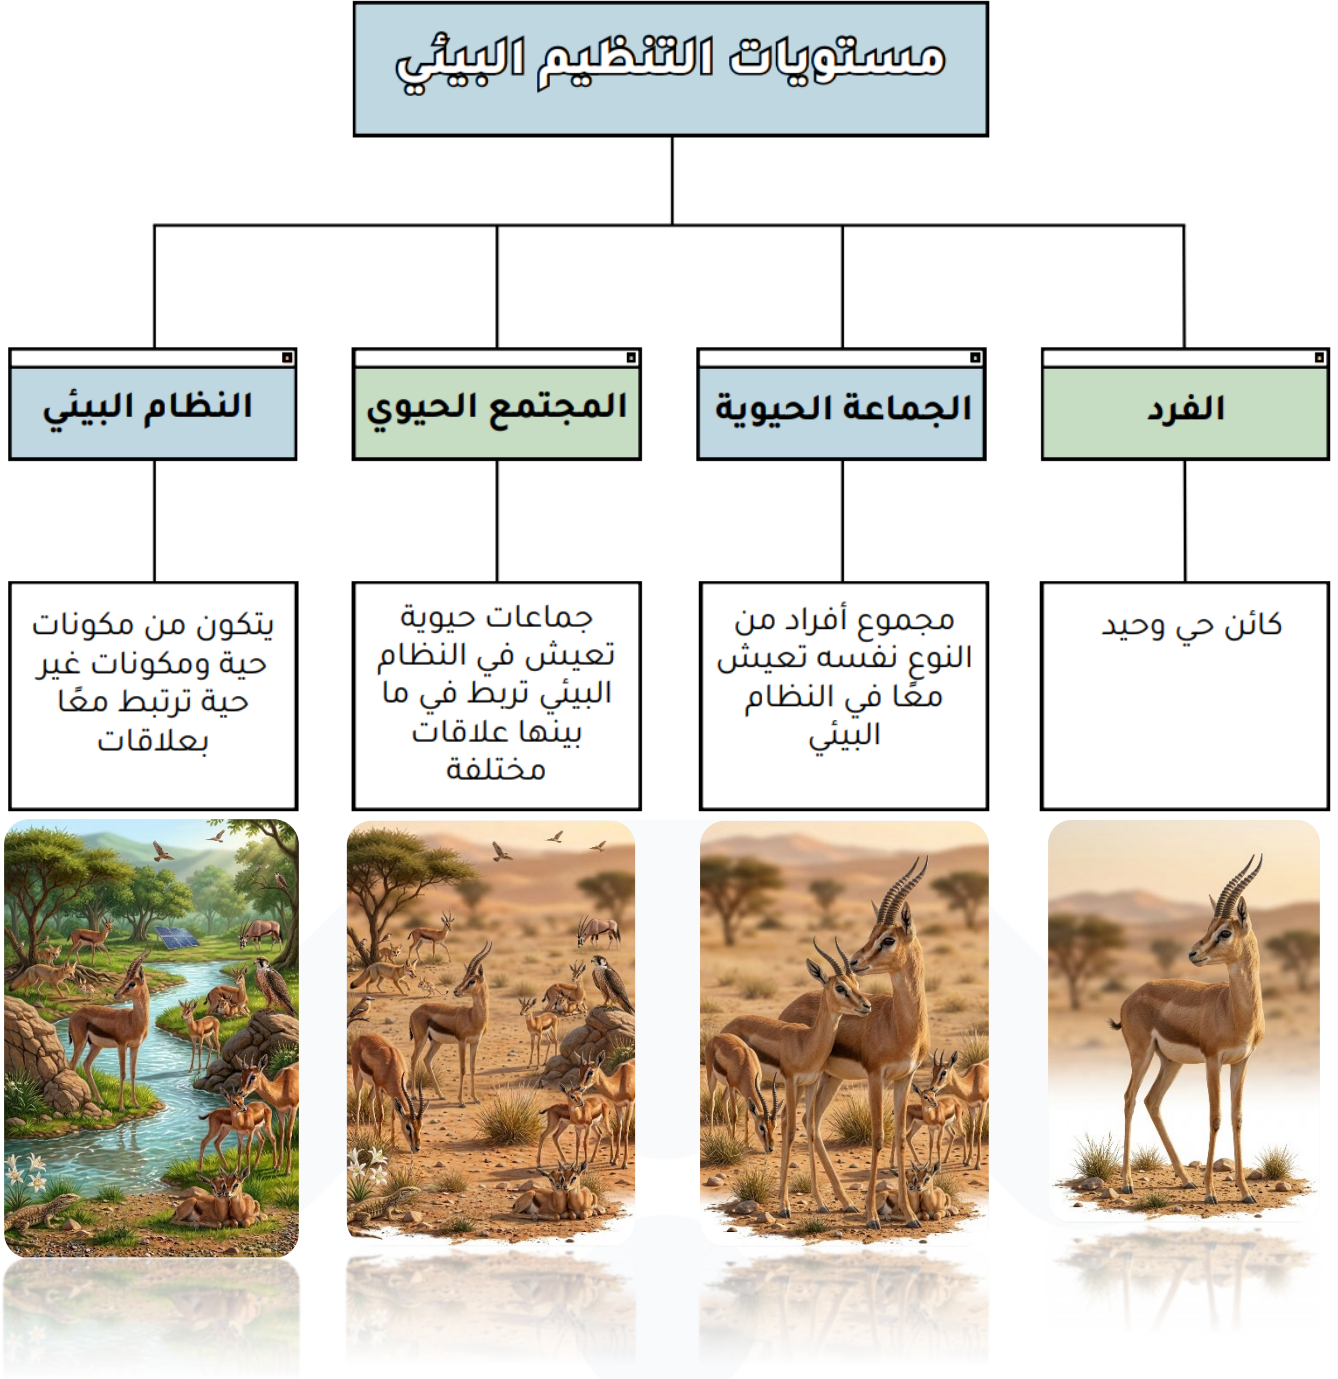 مستويات التنظيم البيئي
الفرد
الجماعة الحيوية
المجتمع الحيوي
النظام البيئي
كائن حي وحيد
مجموع أفراد من
النوع نفسه تعيش
معًا في النظام
البيئي
جماعات حيوية
تعيش في النظام
البيئي تربط في ما
بينها علاقات
مختلفة
يتكون من مكونات
حية ومكونات غير
حية ترتبط معًا
بعلاقات